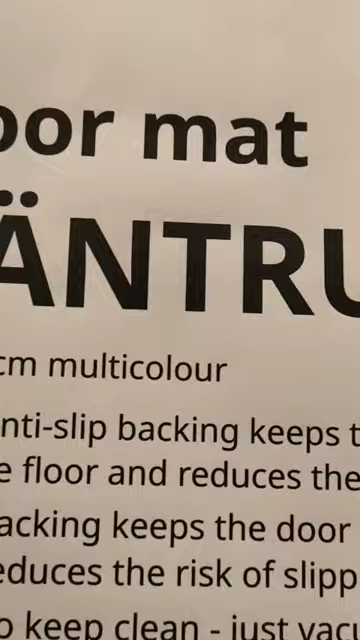 oor mat
ÄNTRU
cm multicolour
nti-slip backing keeps t
e floor and reduces the
acking keeps the door
educes the risk of slipp
o keep clean - just vacu